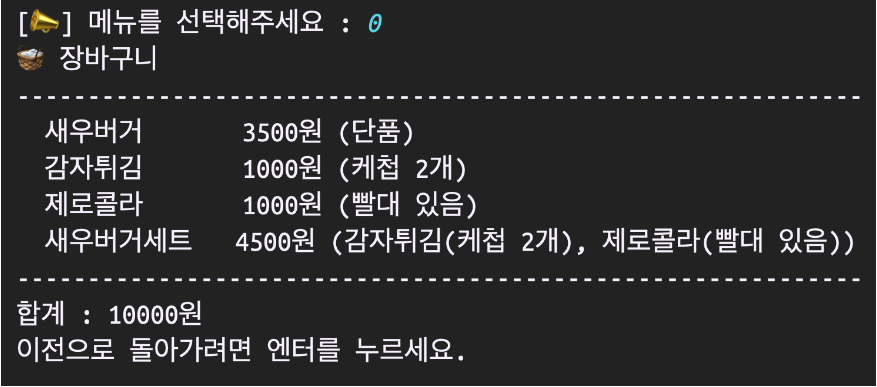 [📣] 메뉴를 선택해주세요 : 0
🧺 장바구니
------------------------------------------------------------
새우버거 3500원 (단품)
감자튀김 1000원 (케첩 2개)
제로콜라 1000원 (빨대 있음)
새우버거세트 4500원 (감자튀김(케첩 2개), 제로콜라(빨대 있음))
------------------------------------------------------------
합계 : 10000원
이전으로 돌아가려면 엔터를 누르세요.